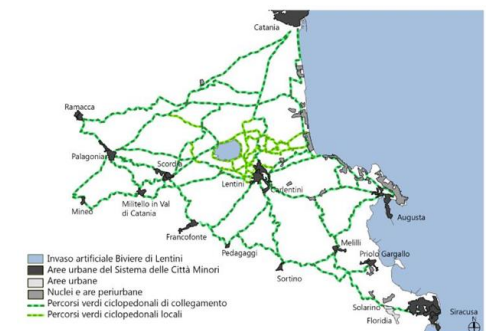 Catania
Ramacca
Palagonia
Scordia
Lentini
Carlentini
Mineo
Militello in Val
di Catania
Augusta
Francofonte
Pedagaggi
Melilli
Priolo Gargallo
Sortino
Invaso artificiale Biviere di Lentini
Aree urbane del Sistema delle Città Minori
Aree urbane
Nuclei e are periurbane
Percorsi verdi ciclopedonali di collegamento
Percorsi verdi ciclopedonali locali
Solarino
Floridia
Siracusa
N